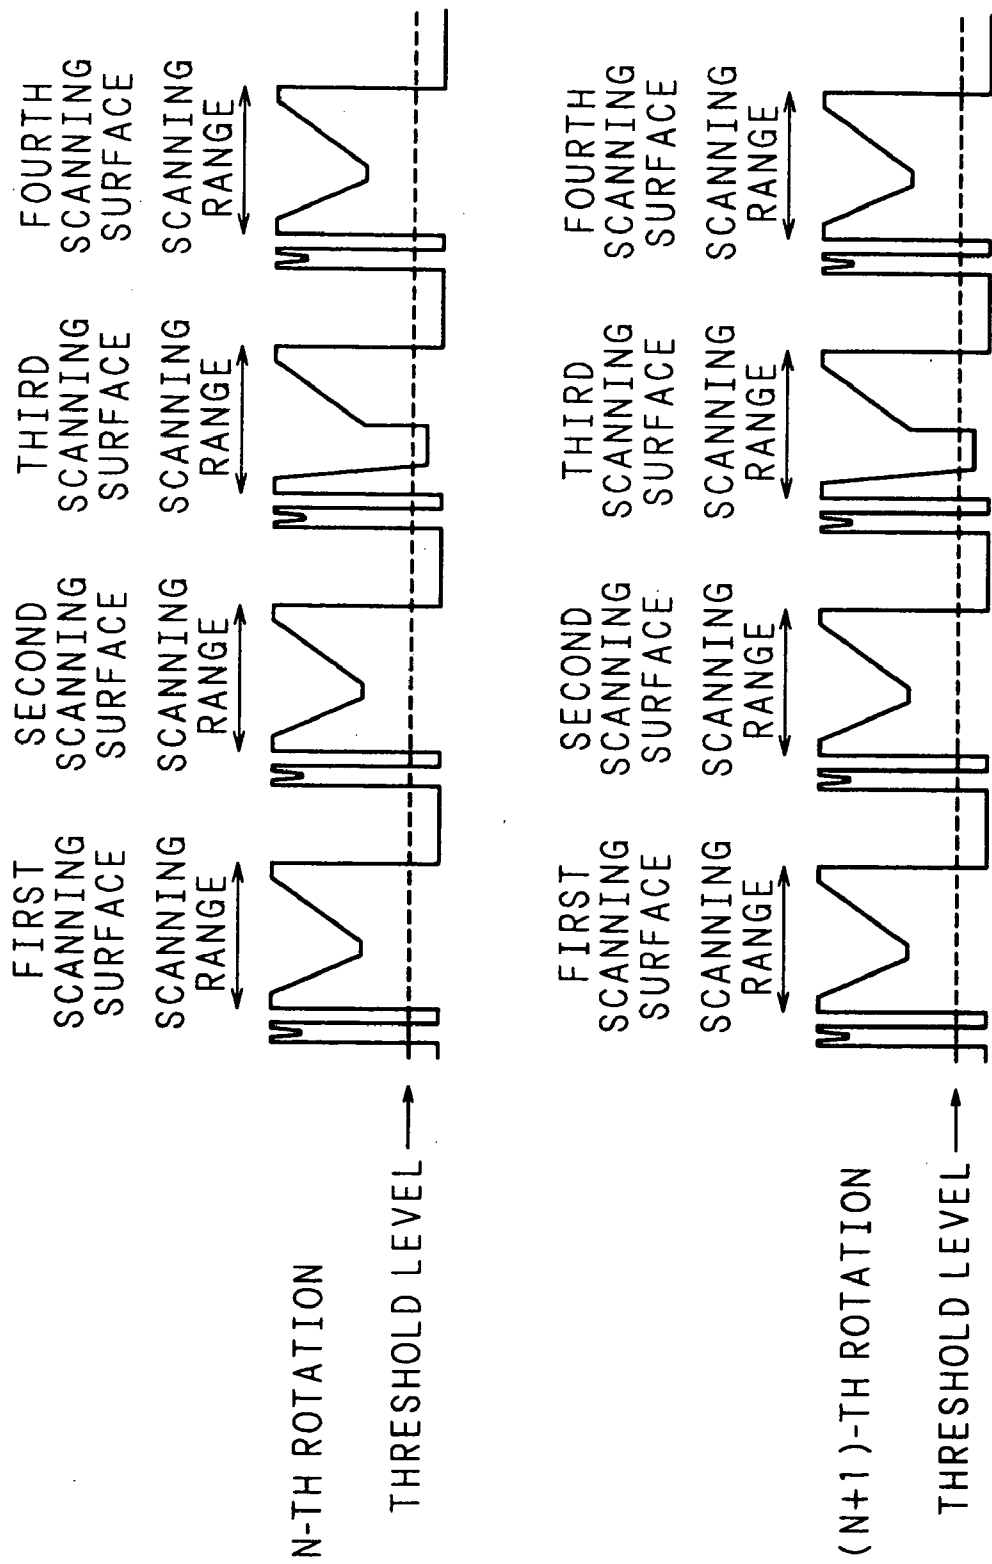 N-TH ROTATION
THRESHOLD LEVEL
FIRST
SCANNING
SURFACE
SCANNING
RANGE
SECOND
SCANNING
SURFACE
SCANNING
RANGE
THIRD
SCANNING
SURFACE
SCANNING
RANGE
FOURTH
SCANNING
SURFACE
SCANNING
RANGE
(N+1)-TH ROTATION
THRESHOLD LEVEL
FIRST
SCANNING
SURFACE
SCANNING
RANGE
SECOND
SCANNING
SURFACE
SCANNING
RANGE
THIRD
SCANNING
SURFACE
SCANNING
RANGE
FOURTH
SCANNING
SURFACE
SCANNING
RANGE